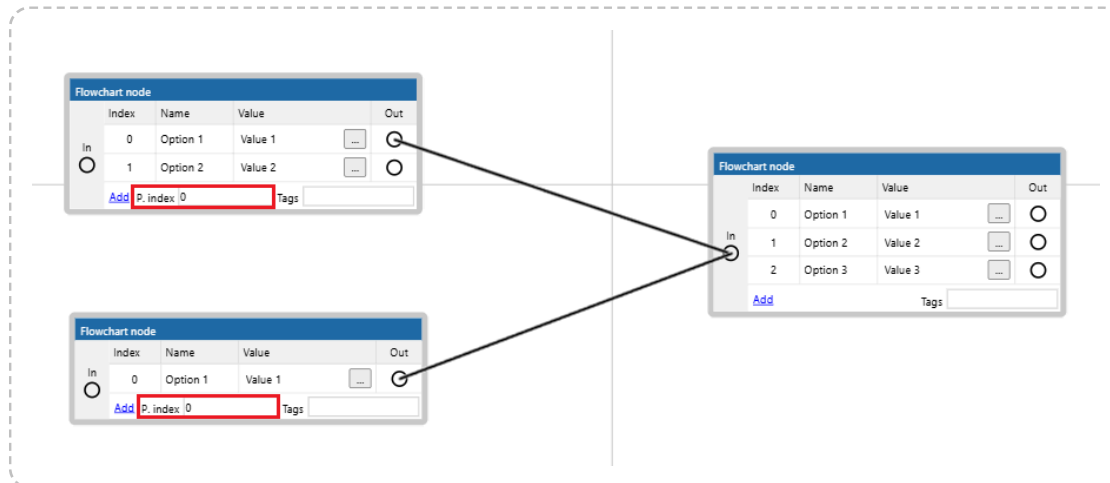 Flowchart node
Index Name Value Out
In
0 Option 1 Value 1 ...
1 Option 2 Value 2 ...
Add P. index 0 Tags
Flowchart node
Index Name Value Out
In
0 Option 1 Value 1 ...
1 Option 2 Value 2 ...
2 Option 3 Value 3 ...
Add Tags
Flowchart node
Index Name Value Out
In
0 Option 1 Value 1 ...
Add P. index 0 Tags